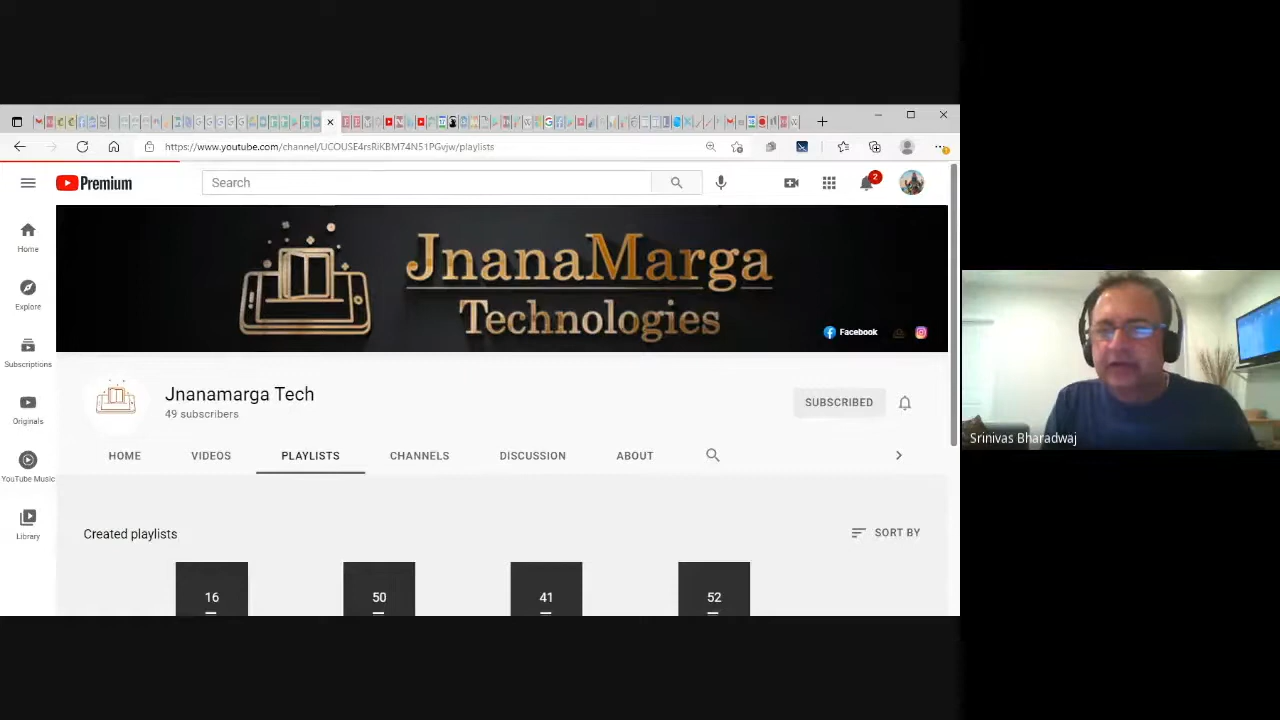 https://www.youtube.com/channel/UCOUSE4rsRiKBM74N51PGvjw/playlists
Premium
Search
2
Home
Explore
Subscriptions
Originals
YouTube Music
Library
JnanaMarga
Technologies
Facebook
Jnanamarga Tech
49 subscribers
SUBSCRIBED
HOME VIDEOS PLAYLISTS CHANNELS DISCUSSION ABOUT
Created playlists
SORT BY
16 50 41 52
Srinivas Bharadwaj